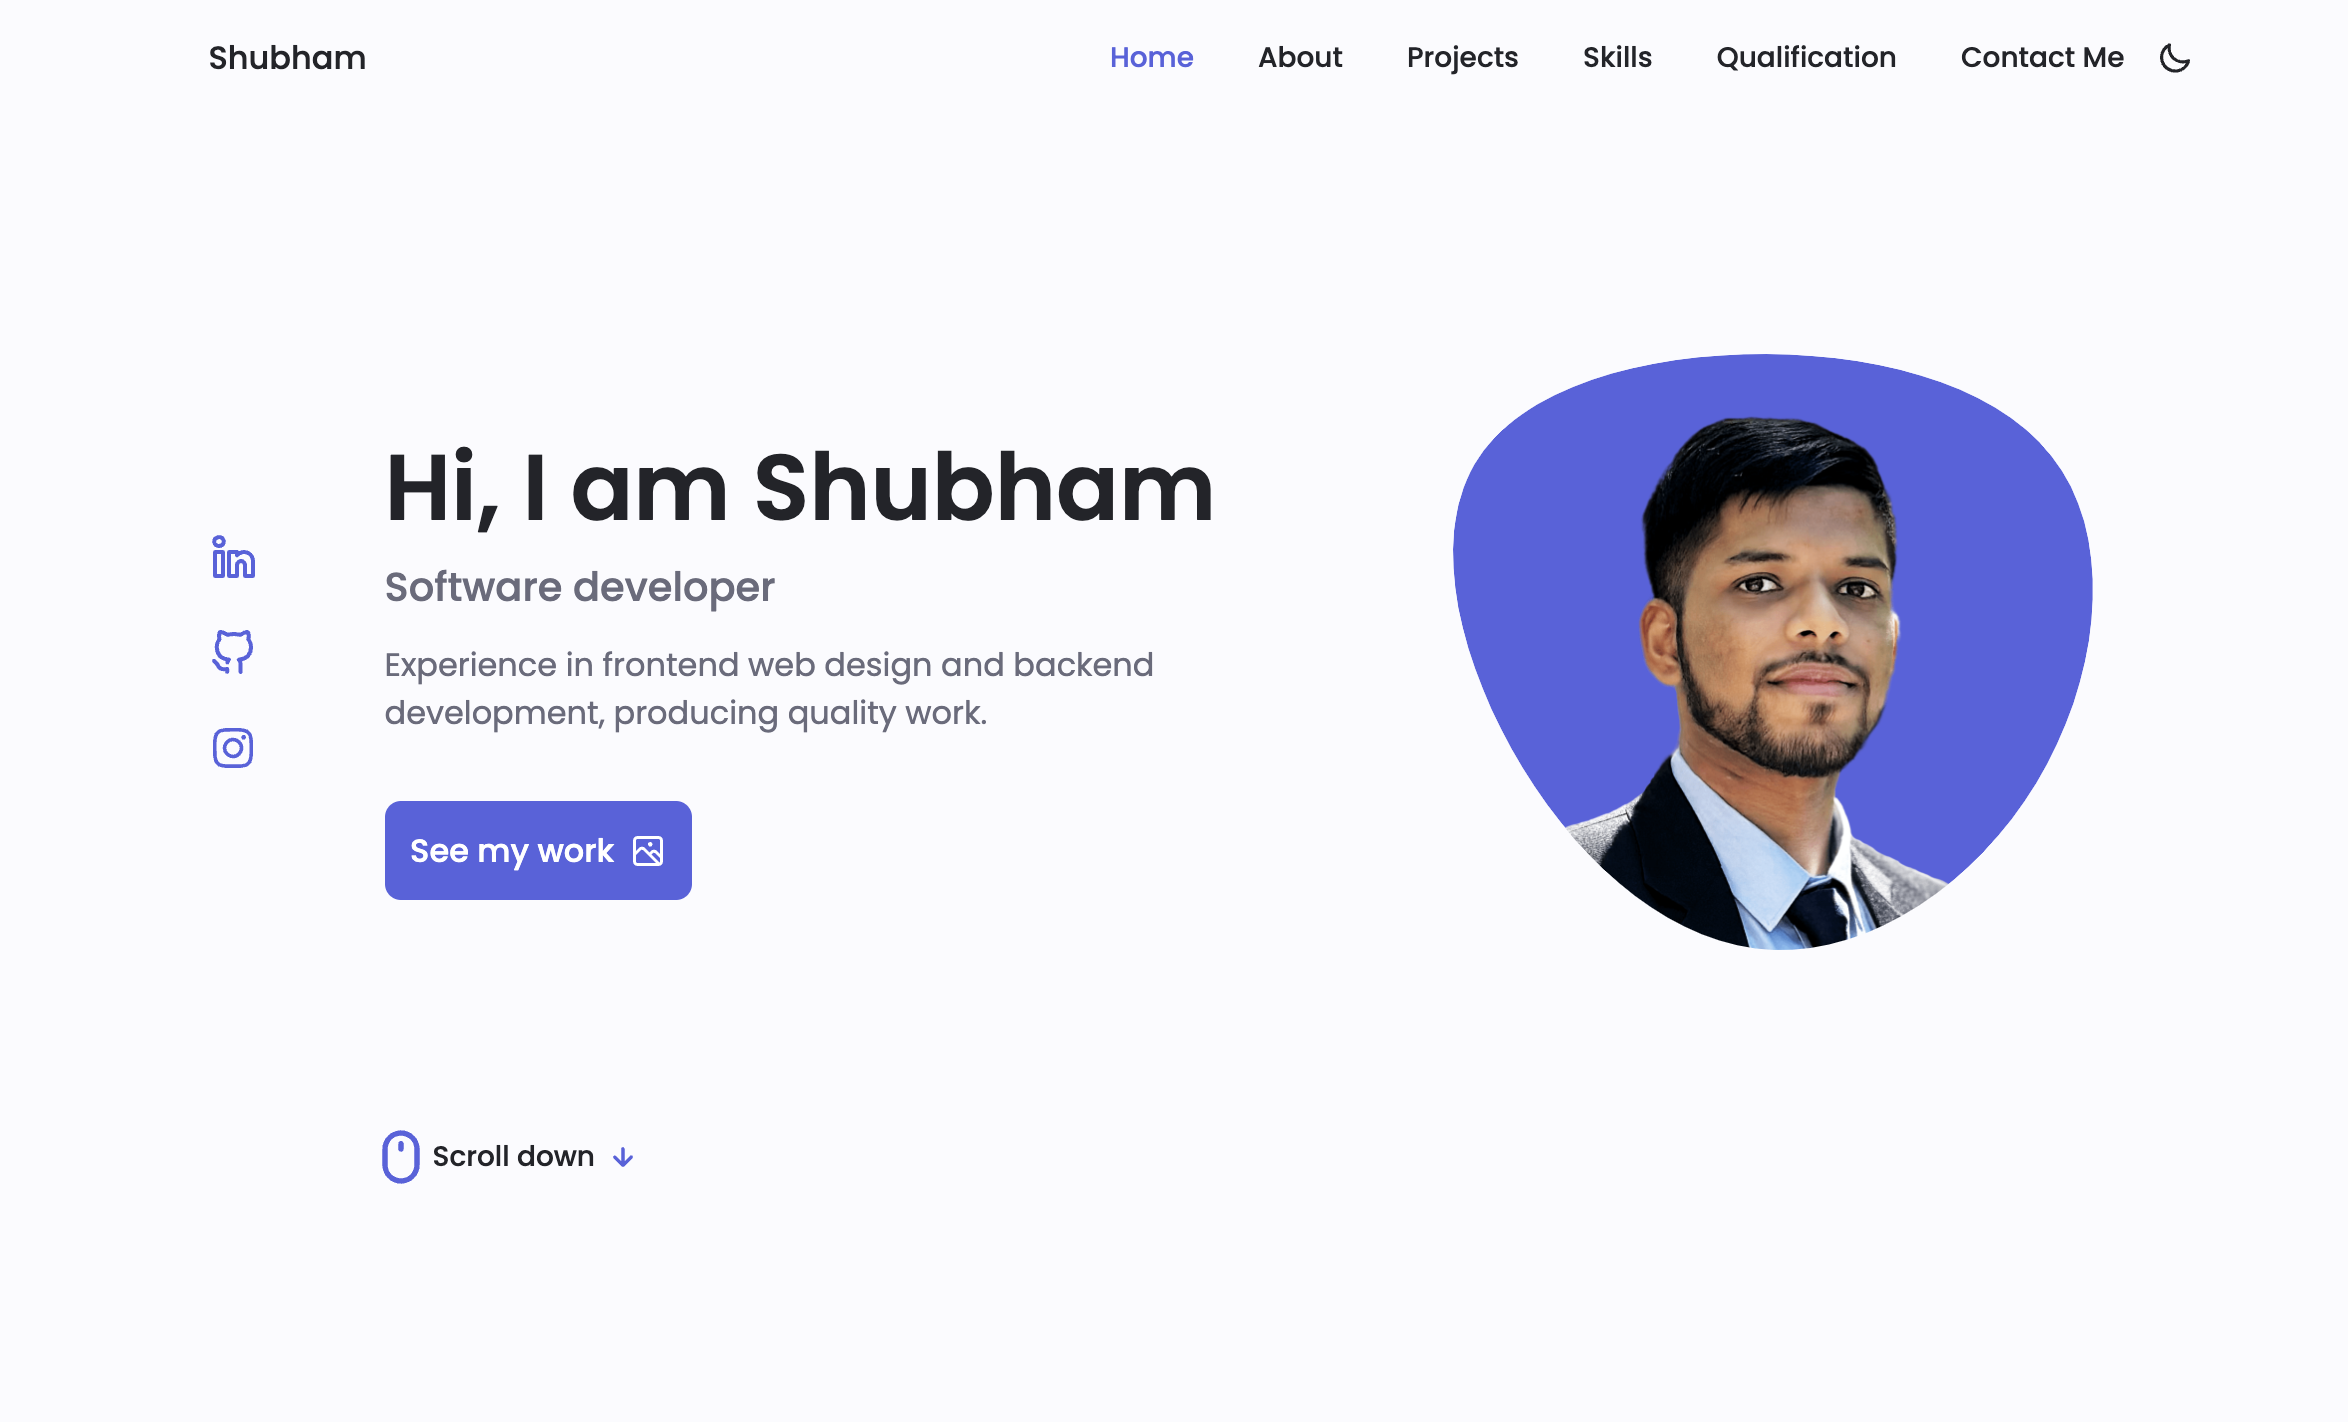 Shubham
Home
About
Projects
Skills
Qualification
Contact Me
Hi, I am Shubham
Software developer
Experience in frontend web design and backend
development, producing quality work.
See my work
Scroll down